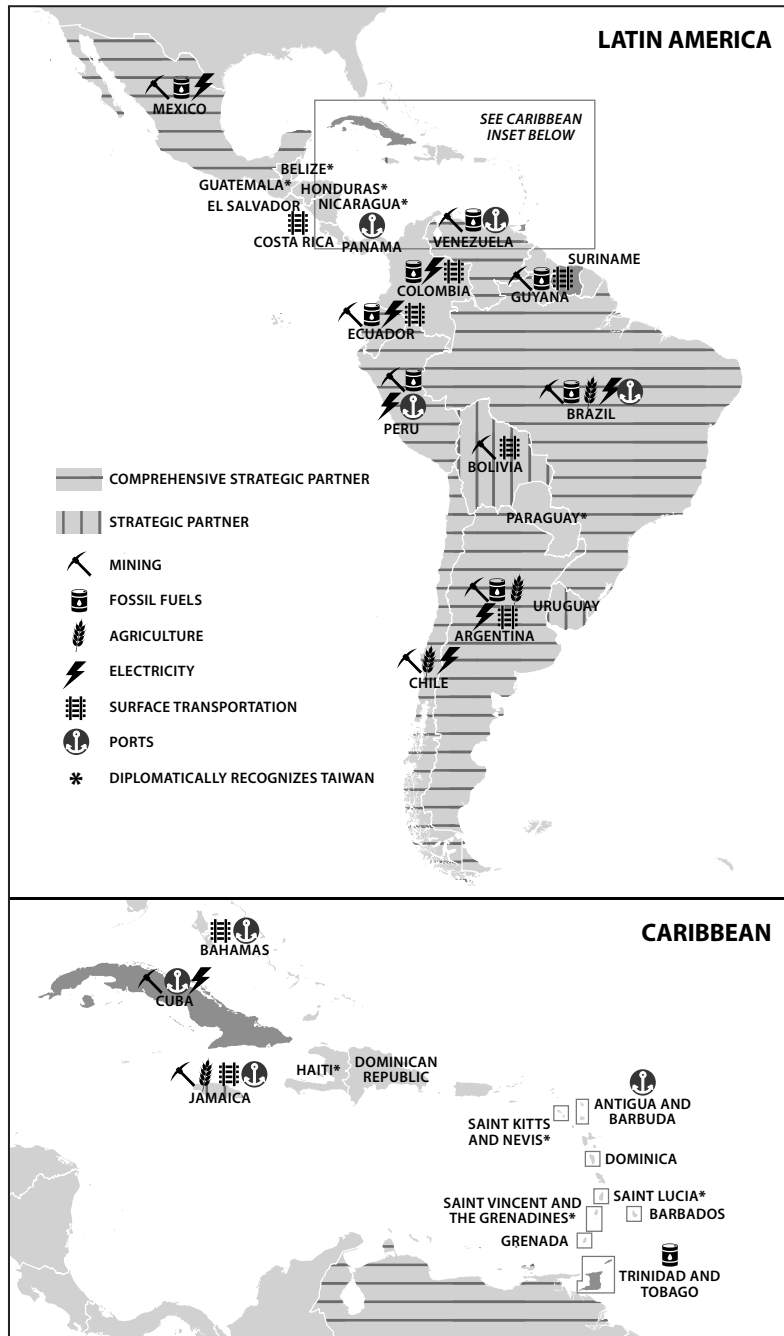 LATIN AMERICA
MEXICO
SEE CARIBBEAN
INSET BELOW
BELIZE*
GUATEMALA*
HONDURAS*
EL SALVADOR
NICARAGUA*
COSTA RICA
PANAMA
VENEZUELA
SURINAME
COLOMBIA
GUYANA
ECUADOR
BRAZIL
PERU
BOLIVIA
COMPREHENSIVE STRATEGIC PARTNER
STRATEGIC PARTNER
PARAGUAY*
MINING
FOSSIL FUELS
URUGUAY
AGRICULTURE
ARGENTINA
ELECTRICITY
CHILE
SURFACE TRANSPORTATION
PORTS
* DIPLOMATICALLY RECOGNIZES TAIWAN
CARIBBEAN
BAHAMAS
CUBA
HAITI*
DOMINICAN
REPUBLIC
JAMAICA
ANTIGUA AND
BARBUDA
SAINT KITTS
AND NEVIS*
DOMINICA
SAINT LUCIA*
SAINT VINCENT AND
THE GRENADINES*
BARBADOS
GRENADA
TRINIDAD AND
TOBAGO